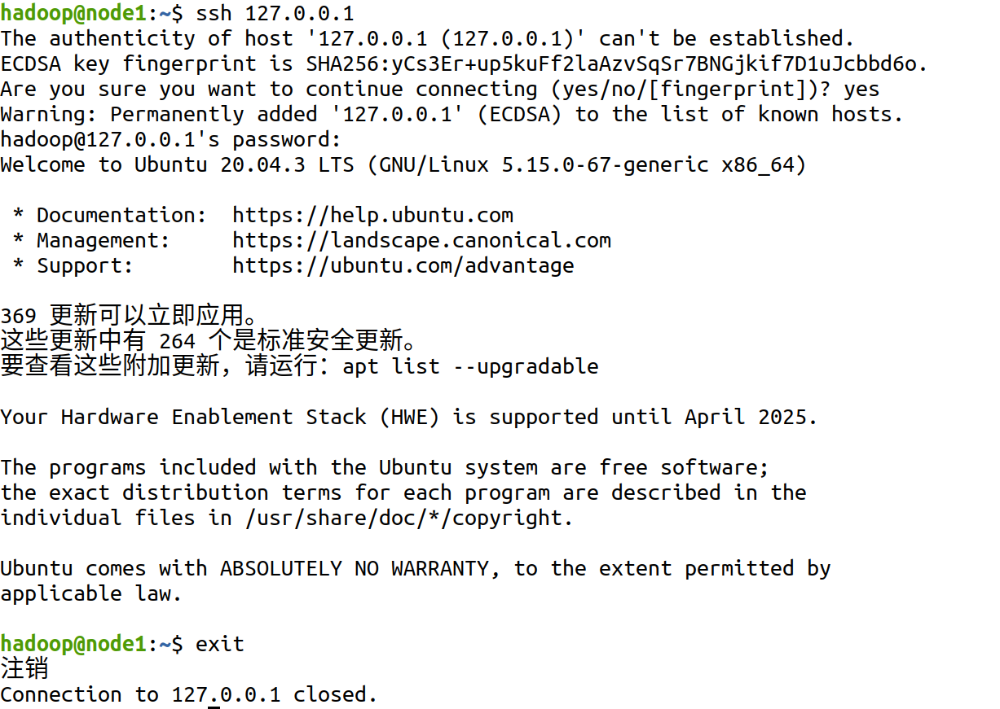 hadoop@node1:~$ ssh 127.0.0.1
The authenticity of host '127.0.0.1 (127.0.0.1)' can't be established.
ECDSA key fingerprint is SHA256:yCs3Er+up5kuFf2laAzvSqSr7BNGjkif7D1uJcbbd6o.
Are you sure you want to continue connecting (yes/no/[fingerprint])? yes
Warning: Permanently added '127.0.0.1' (ECDSA) to the list of known hosts.
hadoop@127.0.0.1's password:
Welcome to Ubuntu 20.04.3 LTS (GNU/Linux 5.15.0-67-generic x86_64)
* Documentation:  https://help.ubuntu.com
* Management:     https://landscape.canonical.com
* Support:        https://ubuntu.com/advantage
369 更新可以立即应用。
这些更新中有 264 个是标准安全更新。
要查看这些附加更新，请运行：apt list --upgradable
Your Hardware Enablement Stack (HWE) is supported until April 2025.
The programs included with the Ubuntu system are free software;
the exact distribution terms for each program are described in the
individual files in /usr/share/doc/*/copyright.
Ubuntu comes with ABSOLUTELY NO WARRANTY, to the extent permitted by
applicable law.
hadoop@node1:~$ exit
注销
Connection to 127.0.0.1 closed.